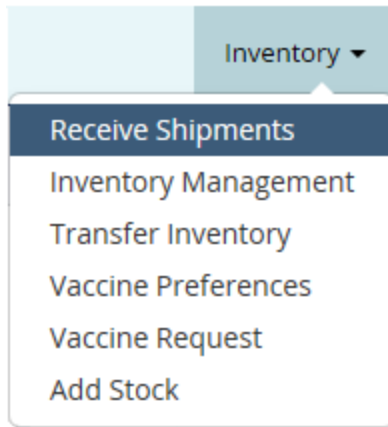 Inventory
Receive Shipments
Inventory Management
Transfer Inventory
Vaccine Preferences
Vaccine Request
Add Stock